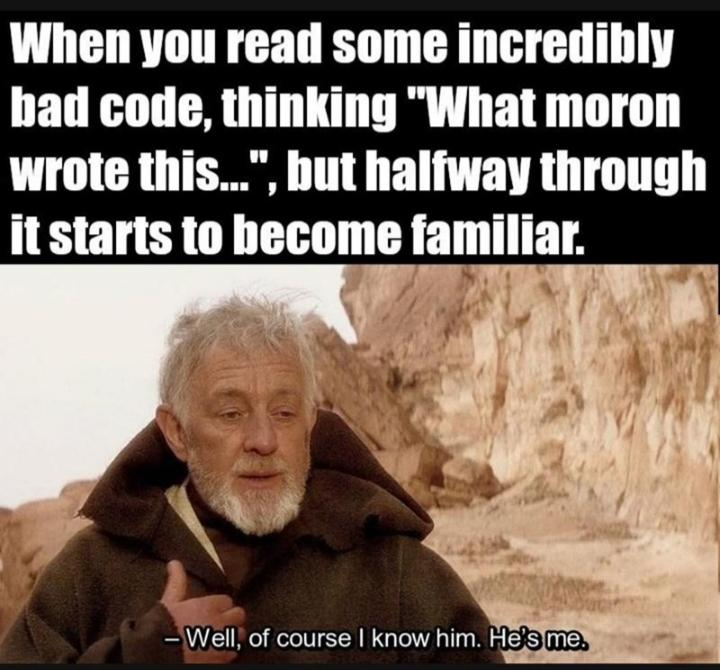 When you read some incredibly
bad code, thinking "What moron
wrote this...", but halfway through
it starts to become familiar.
– Well, of course I know him. He's me.